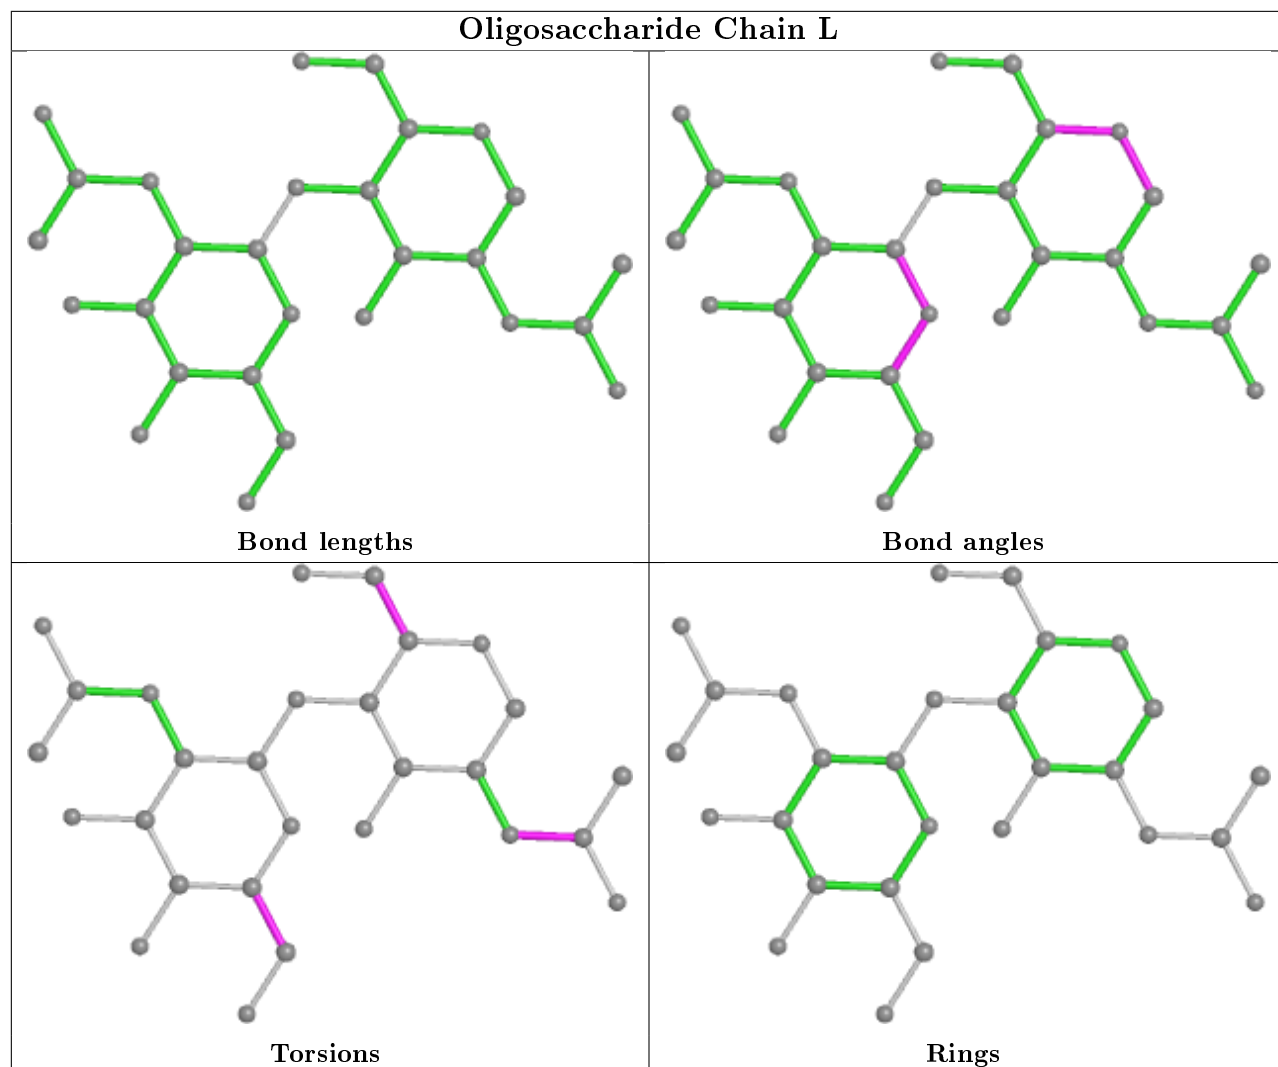 Oligosaccharide Chain L
Bond lengths
Bond angles
Torsions
Rings